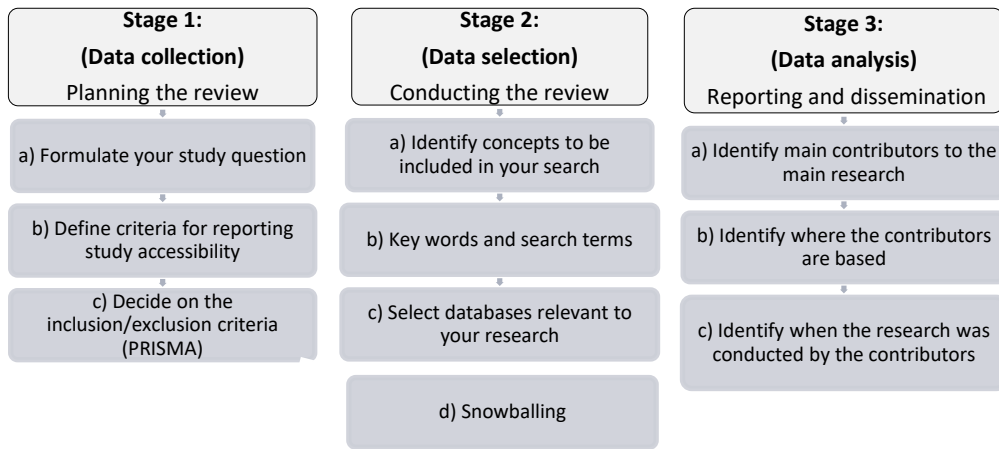 Stage 1:
(Data collection)
Planning the review
a) Formulate your study question
b) Define criteria for reporting
study accessibility
c) Decide on the
inclusion/exclusion criteria
(PRISMA)
Stage 2:
(Data selection)
Conducting the review
a) Identify concepts to be
included in your search
b) Key words and search terms
c) Select databases relevant to
your research
d) Snowballing
Stage 3:
(Data analysis)
Reporting and dissemination
a) Identify main contributors to the
main research
b) Identify where the contributors
are based
c) Identify when the research was
conducted by the contributors